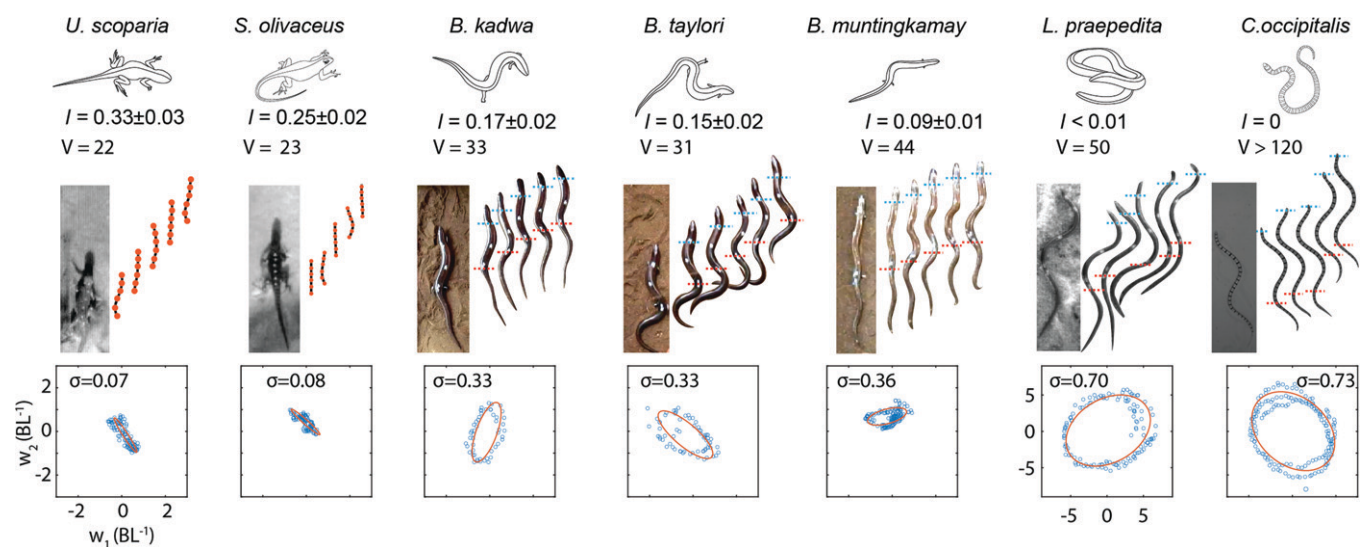 U. scoparia S. olivaceus B. kadwa B. taylori B. muntingkamay L. praepedita C.occipitalis
I = 0.33±0.03 I = 0.25±0.02 I = 0.17±0.02 I = 0.15±0.02 I = 0.09±0.01 I < 0.01 I = 0
V = 22 V = 23 V = 33 V = 31 V = 44 V = 50 V > 120
σ=0.07 σ=0.08 σ=0.33 σ=0.33 σ=0.36 σ=0.70 σ=0.73
2 5
w₂ (BL⁻¹) 0 0
-2 -5
-2 0 2 -5 0 5
w₁ (BL⁻¹)